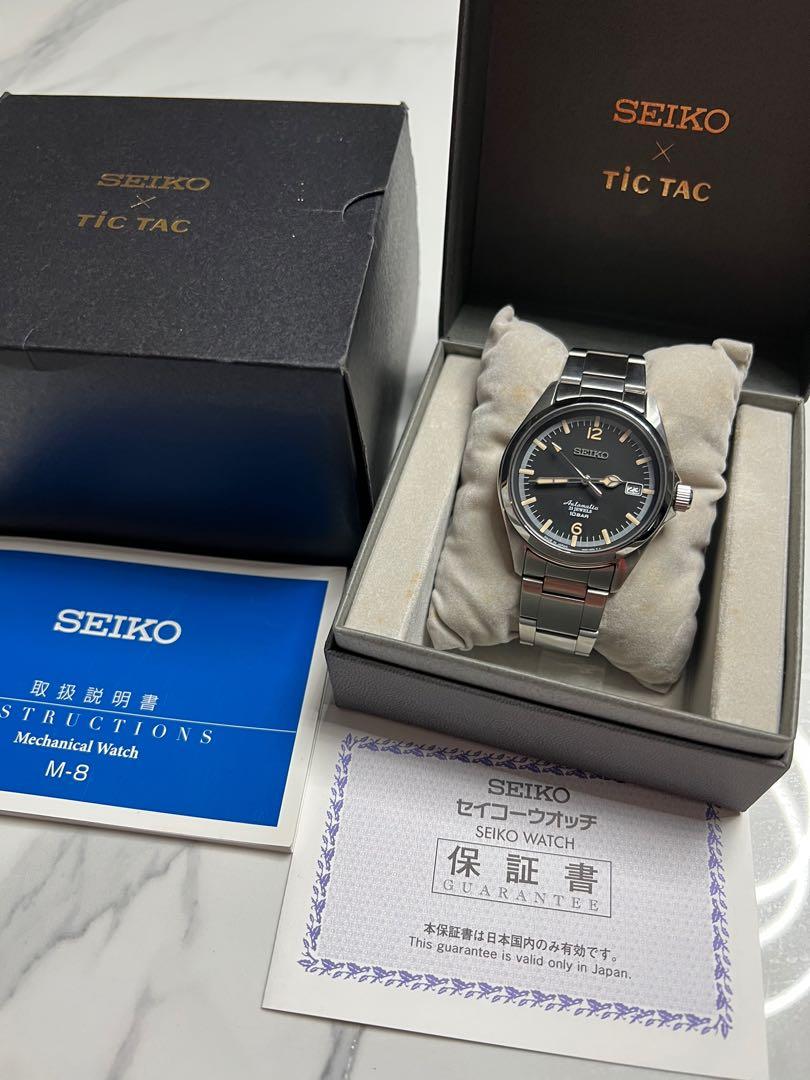 SEIKO
×
TiC TAC
SEIKO
×
TiC TAC
12
SEIKO
Automatic
23 JEWELS
10BAR
6
SEIKO
取扱説明書
STRUCTIONS
Mechanical Watch
M-8
SEIKO
セイコーウオッチ
SEIKO WATCH
保証書
GUARANTEE
本保証書は日本国内のみ有効です。
This guarantee is valid only in Japan.